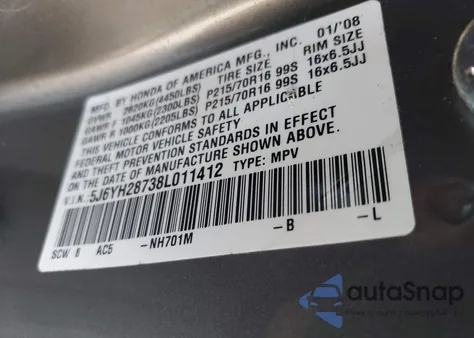 MFD. BY HONDA OF AMERICA MFG., INC. 01/'08
GVWR 2020KG(4450LBS) TIRE SIZE RIM SIZE
GAWR F 1045KG(2300LBS) P215/70R16 99S 16x6.5JJ
GAWR R 1000KG(2205LBS) P215/70R16 99S 16x6.5JJ
THIS VEHICLE CONFORMS TO ALL APPLICABLE
FEDERAL MOTOR VEHICLE SAFETY
AND THEFT PREVENTION STANDARDS IN EFFECT
ON THE DATE OF MANUFACTURE SHOWN ABOVE.
V.I.N.:5J6YH28738L011412 TYPE: MPV
SCW 8 AC5 -NH701M -B -L
autoSnap